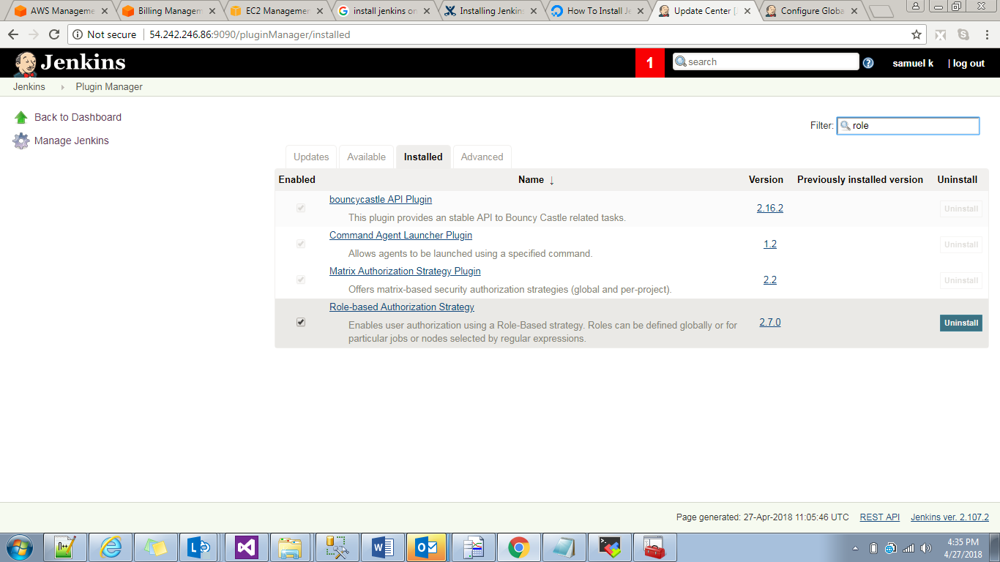 AWS Manageme
Billing Managem
EC2 Managemen
install jenkins on
Installing Jenkins
How To Install Je
Update Center [
Configure Globa
Not secure
54.242.246.86:9090/pluginManager/installed
Jenkins
1
search
samuel k
| log out
Jenkins
Plugin Manager
Back to Dashboard
Manage Jenkins
Filter:
role
Updates
Available
Installed
Advanced
Enabled
Name ↓
Version
Previously installed version
Uninstall
bouncycastle API Plugin
This plugin provides an stable API to Bouncy Castle related tasks.
2.16.2
Uninstall
Command Agent Launcher Plugin
Allows agents to be launched using a specified command.
1.2
Uninstall
Matrix Authorization Strategy Plugin
Offers matrix-based security authorization strategies (global and per-project).
2.2
Uninstall
Role-based Authorization Strategy
Enables user authorization using a Role-Based strategy. Roles can be defined globally or for
particular jobs or nodes selected by regular expressions.
2.7.0
Uninstall
Page generated: 27-Apr-2018 11:05:46 UTC
REST API
Jenkins ver. 2.107.2
4:35 PM
4/27/2018